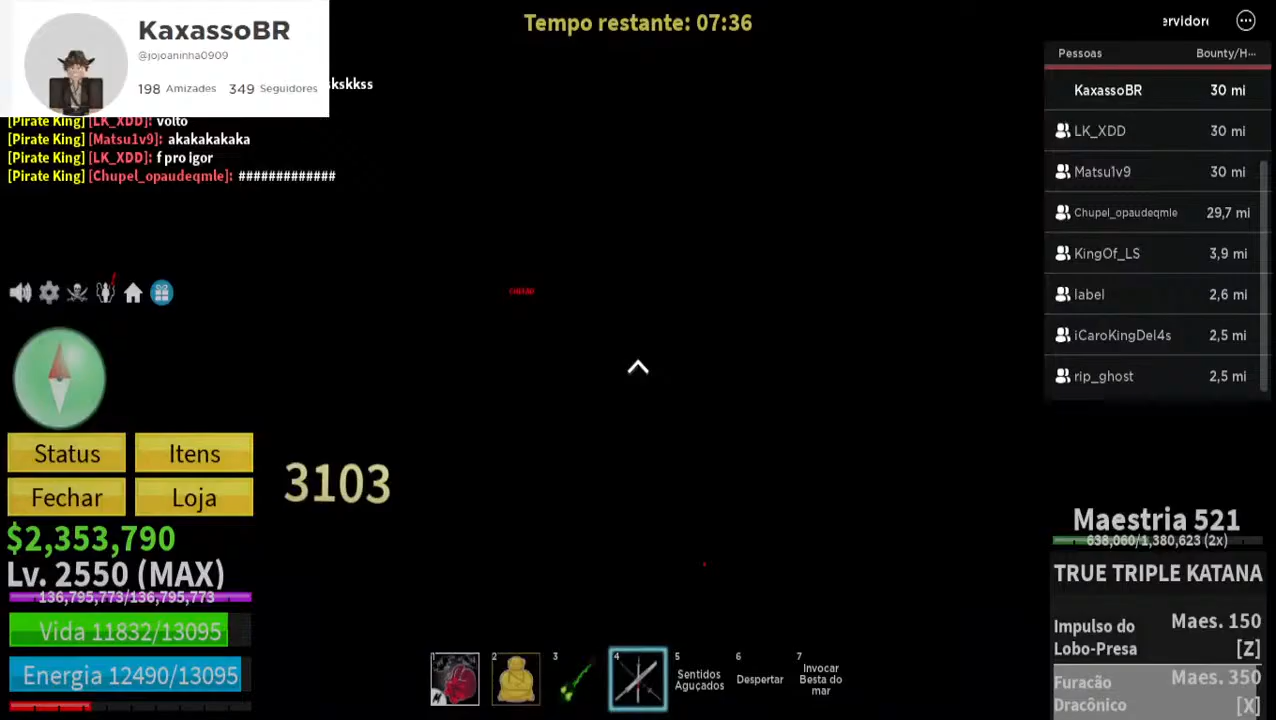 KaxassoBR
@jojoaninha0909
198 Amizades 349 Seguidores
kskkss
[Pirate King] [LK_XDD]: volto
[Pirate King] [Matsu1v9]: akakakakaka
[Pirate King] [LK_XDD]: f pro igor
[Pirate King] [Chupel_opaudeqmle]: #############
Tempo restante: 07:36
ervidor
Pessoas Bounty/H...
KaxassoBR 30 mi
LK_XDD 30 mi
Matsu1v9 30 mi
Chupel_opaudeqmle 29,7 mi
KingOf_LS 3,9 mi
label 2,6 mi
iCaroKingDel4s 2,5 mi
rip_ghost 2,5 mi
Status Itens
Fechar Loja
3103
$2,353,790
Lv. 2550 (MAX)
136,795,773/136,795,773
Vida 11832/13095
Energia 12490/13095
1
2
3
4
5 Sentidos Aguçados
6 Despertar
7 Invocar Besta do mar
Maestria 521
638,060/1,380,623 (2x)
TRUE TRIPLE KATANA
Impulso do Lobo-Presa Maes. 150 [Z]
Furacão Dracônico Maes. 350 [X]